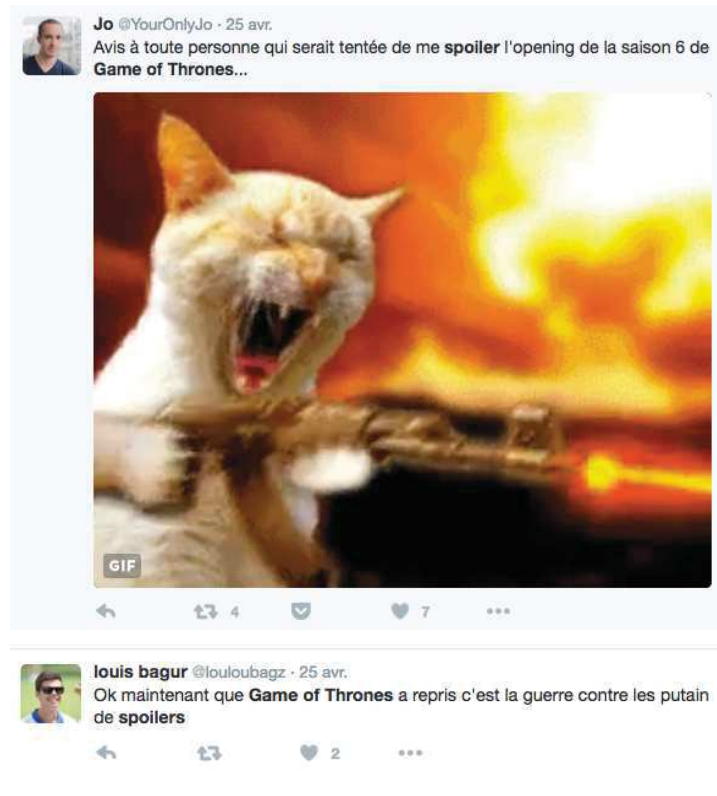 Jo @YourOnlyJo · 25 avr.
Avis à toute personne qui serait tentée de me spoiler l'opening de la saison 6 de
Game of Thrones...
GIF
4 7
louis bagur @louloubagz · 25 avr.
Ok maintenant que Game of Thrones a repris c'est la guerre contre les putain
de spoilers
2